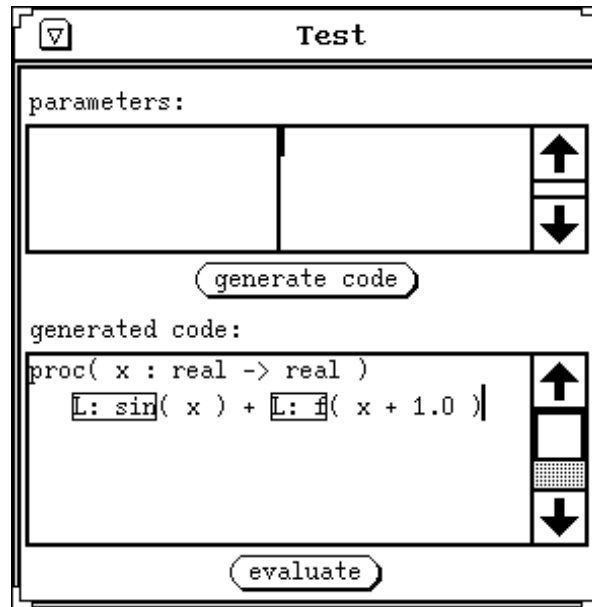 Test
parameters:
generate code
generated code:
proc( x : real -> real )
L: sin( x ) + L: f( x + 1.0 )
evaluate